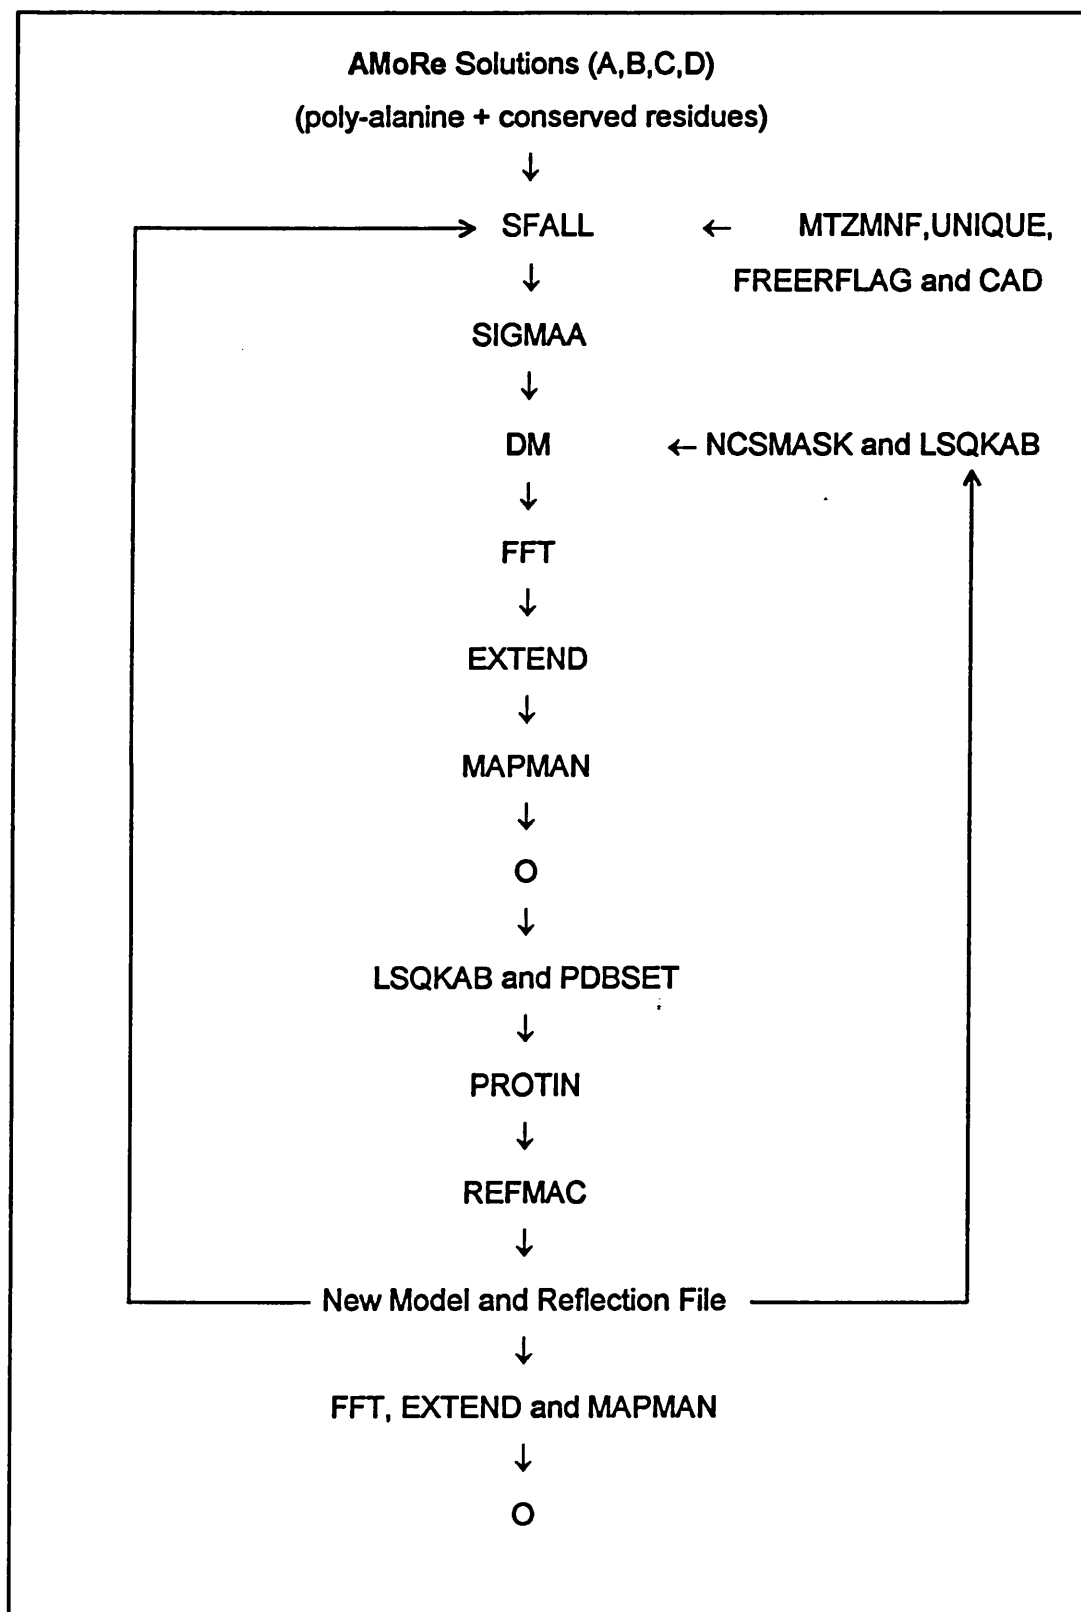 AMoRe Solutions (A,B,C,D)
(poly-alanine + conserved residues)
↓
→ SFALL ← MTZMNF,UNIQUE,
↓ FREERFLAG and CAD
SIGMAA
↓
DM ← NCSMASK and LSQKAB
↓
FFT
↓
EXTEND
↓
MAPMAN
↓
O
↓
LSQKAB and PDBSET
↓
PROTIN
↓
REFMAC
↓
New Model and Reflection File
↓
FFT, EXTEND and MAPMAN
↓
O